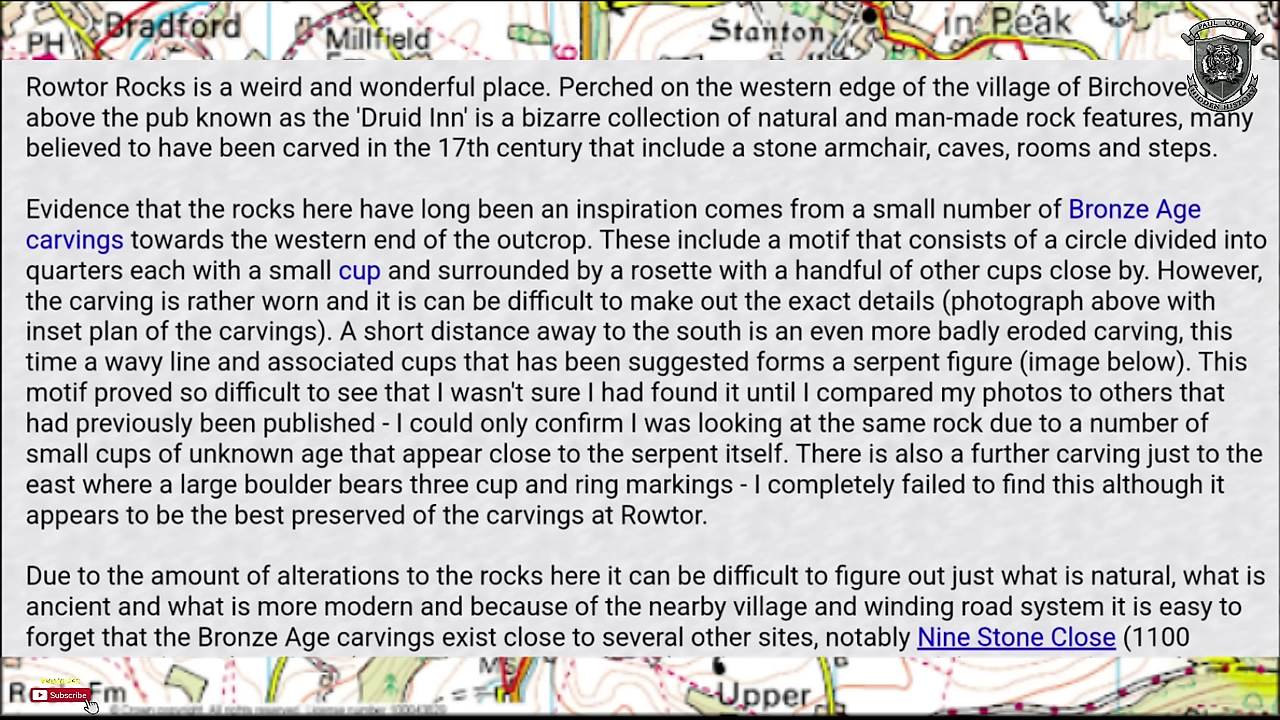 Bradford
PH
Millfield
Stanton
in Peak
PAUL COOK
HIDDEN HISTORY
Rowtor Rocks is a weird and wonderful place. Perched on the western edge of the village of Birchove
above the pub known as the 'Druid Inn' is a bizarre collection of natural and man-made rock features, many
believed to have been carved in the 17th century that include a stone armchair, caves, rooms and steps.
Evidence that the rocks here have long been an inspiration comes from a small number of Bronze Age
carvings towards the western end of the outcrop. These include a motif that consists of a circle divided into
quarters each with a small cup and surrounded by a rosette with a handful of other cups close by. However,
the carving is rather worn and it is can be difficult to make out the exact details (photograph above with
inset plan of the carvings). A short distance away to the south is an even more badly eroded carving, this
time a wavy line and associated cups that has been suggested forms a serpent figure (image below). This
motif proved so difficult to see that I wasn't sure I had found it until I compared my photos to others that
had previously been published - I could only confirm I was looking at the same rock due to a number of
small cups of unknown age that appear close to the serpent itself. There is also a further carving just to the
east where a large boulder bears three cup and ring markings - I completely failed to find this although it
appears to be the best preserved of the carvings at Rowtor.
Due to the amount of alterations to the rocks here it can be difficult to figure out just what is natural, what is
ancient and what is more modern and because of the nearby village and winding road system it is easy to
forget that the Bronze Age carvings exist close to several other sites, notably Nine Stone Close (1100
Fm
Subscribe
© Crown copyright. All rights reserved. License number 100043020
MS
Upper